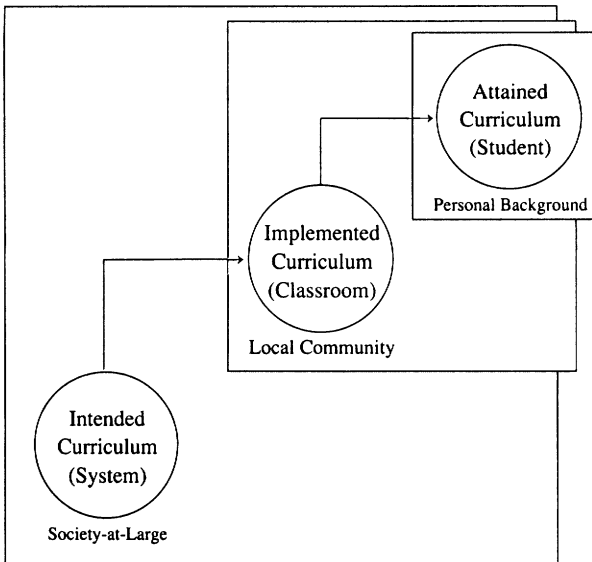 Attained
Curriculum
(Student)
Personal Background
Implemented
Curriculum
(Classroom)
Local Community
Intended
Curriculum
(System)
Society-at-Large